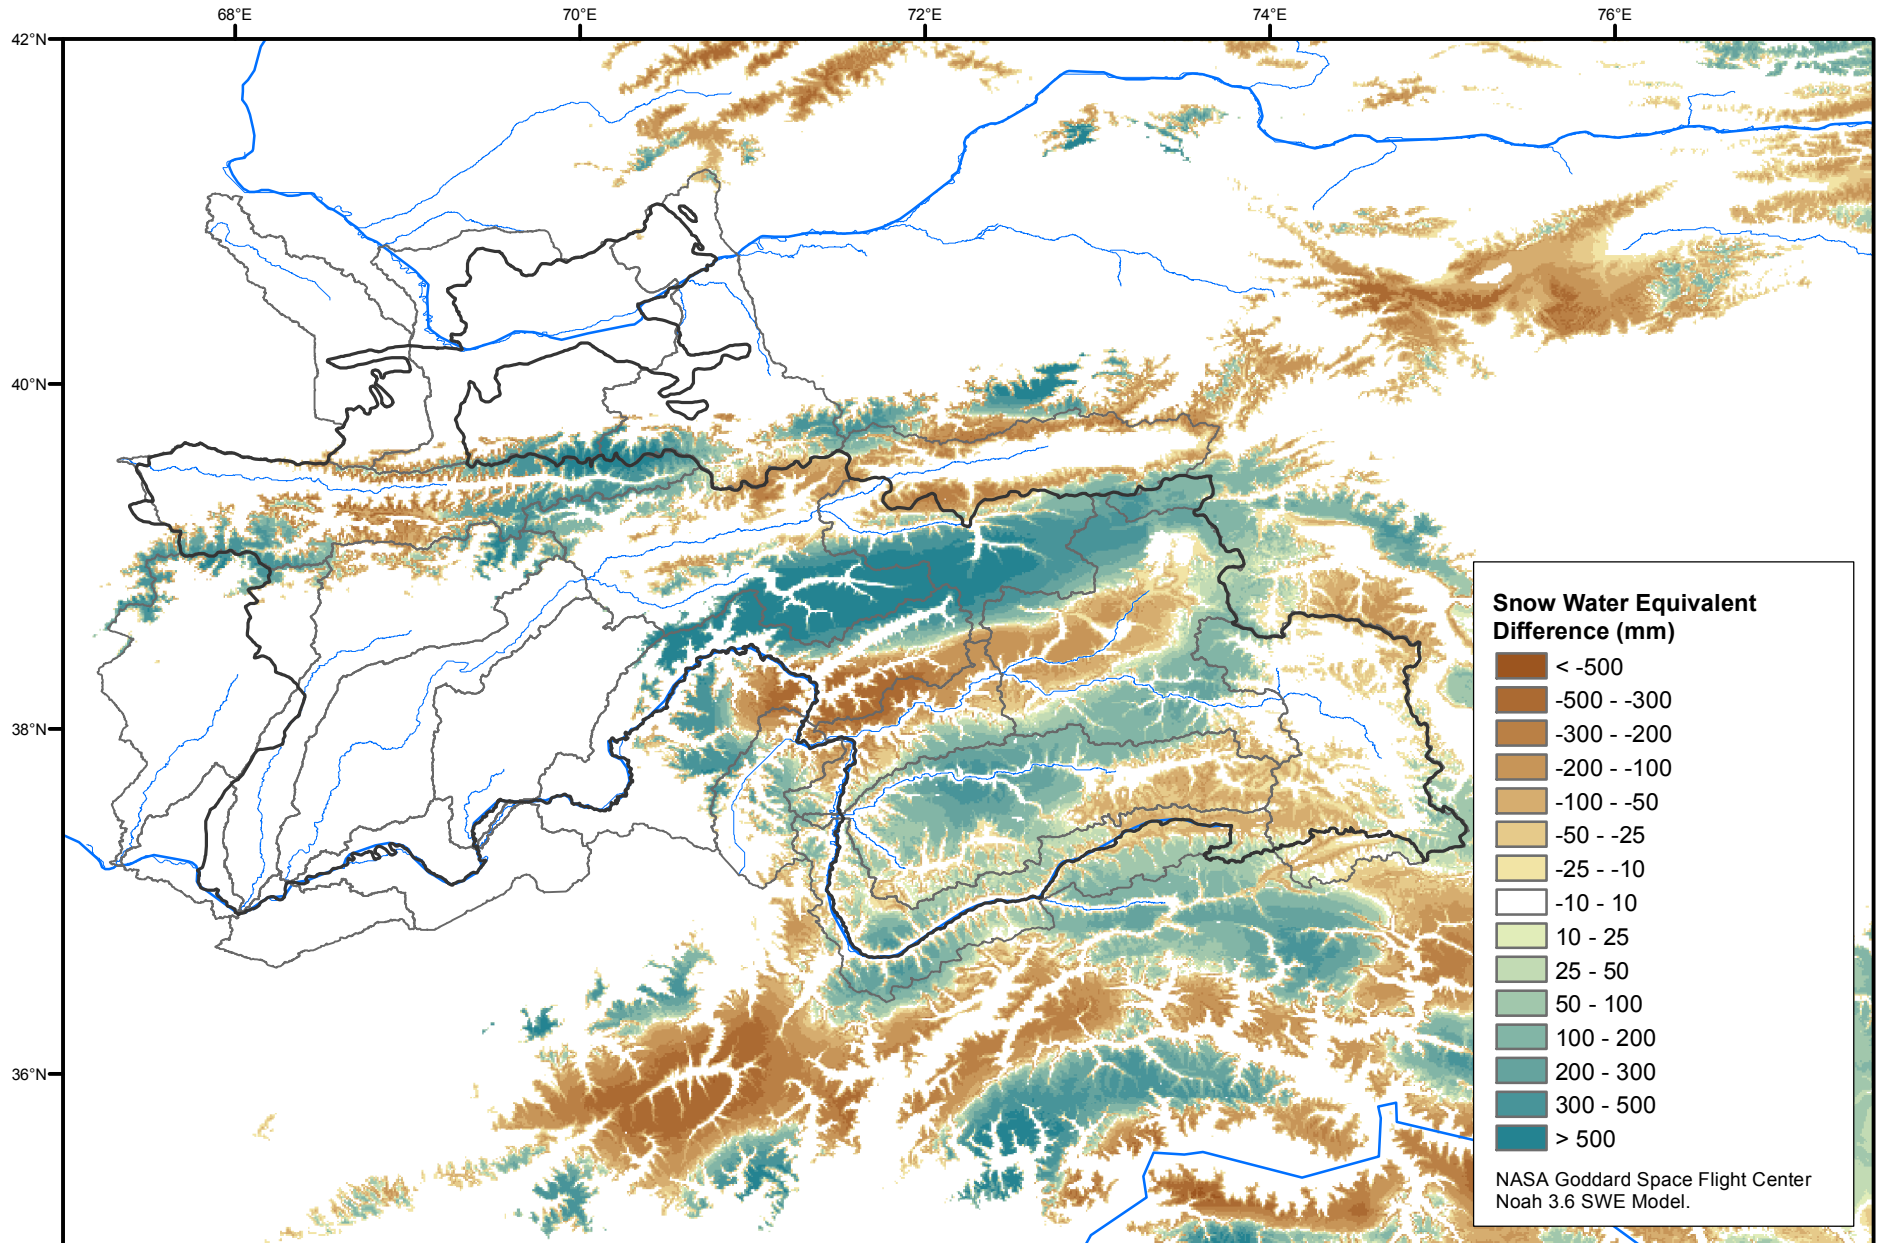 68°E 70°E 72°E 74°E 76°E
42°N
40°N
38°N
36°N
Snow Water Equivalent
Difference (mm)
< -500
-500 - -300
-300 - -200
-200 - -100
-100 - -50
-50 - -25
-25 - -10
-10 - 10
10 - 25
25 - 50
50 - 100
100 - 200
200 - 300
300 - 500
> 500
NASA Goddard Space Flight Center
Noah 3.6 SWE Model.